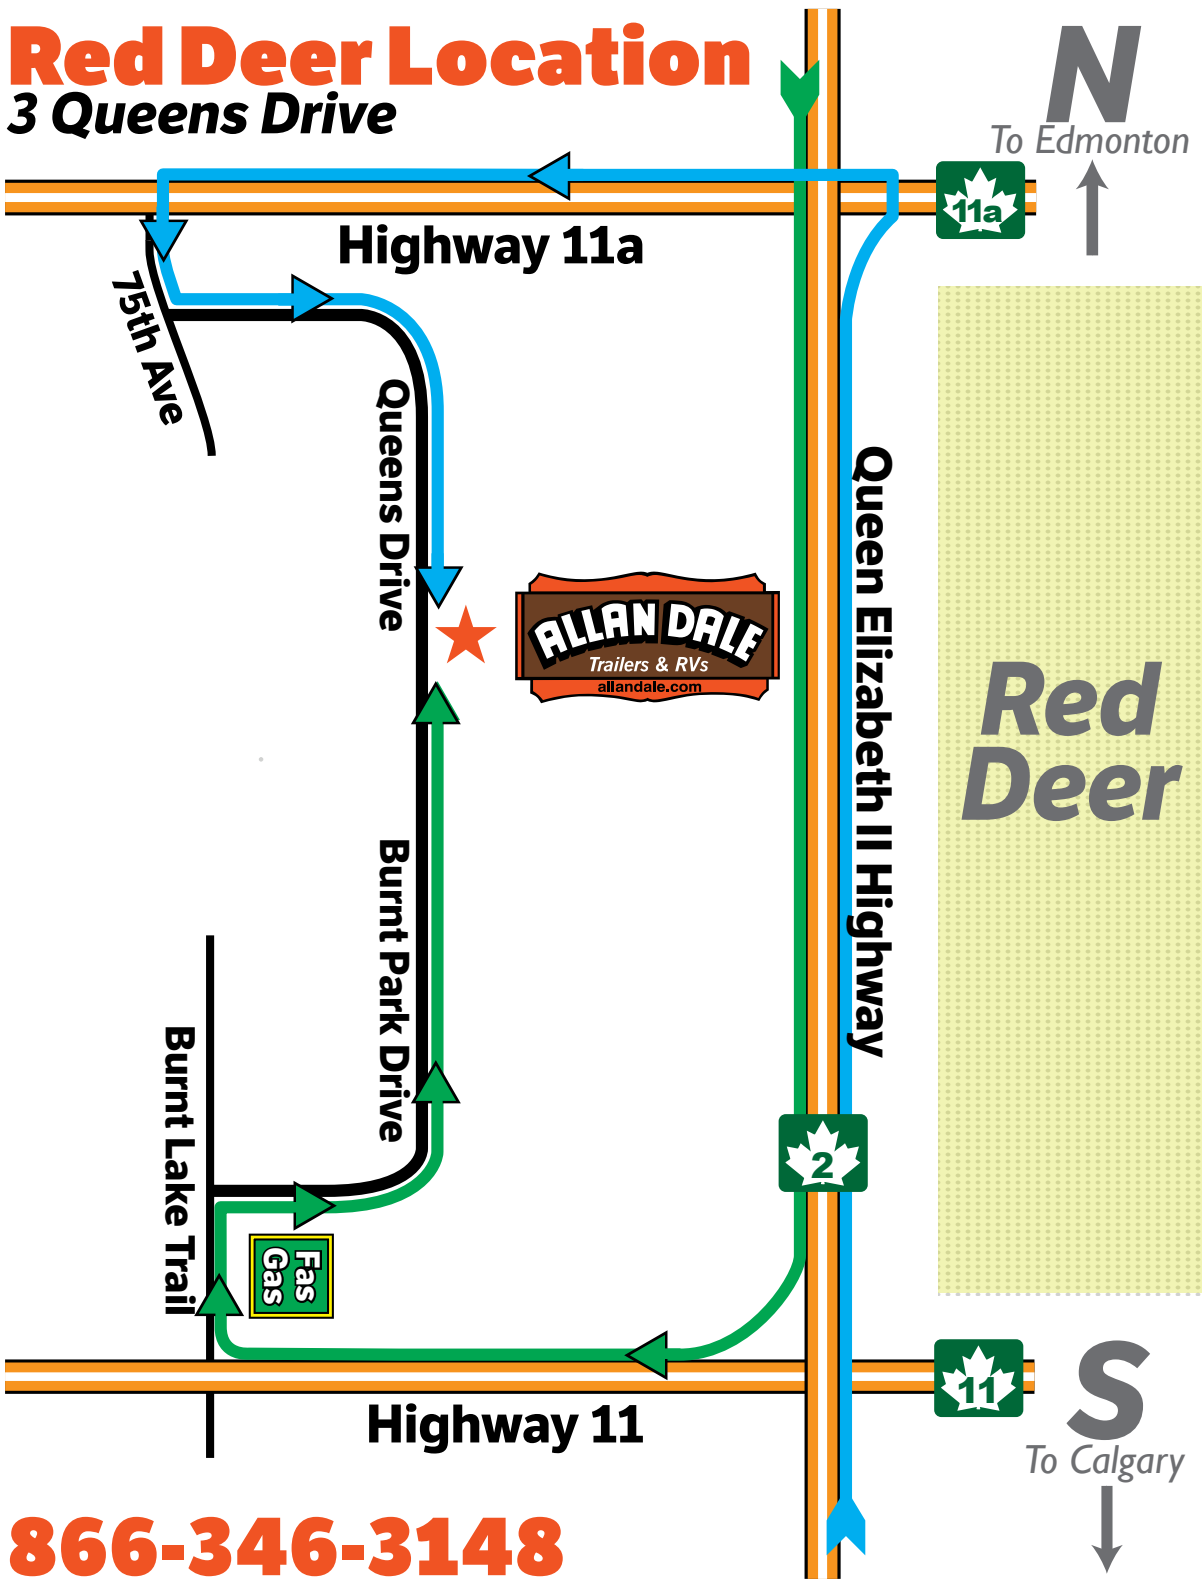 Red Deer Location
3 Queens Drive
N
To Edmonton
11a
Highway 11a
75th Ave
Queens Drive
Queen Elizabeth II Highway
ALLAN DALE
Trailers & RVs
allandale.com
Red
Deer
Burnt Park Drive
Burnt Lake Trail
2
Fas
Gas
11
Highway 11
S
To Calgary
866-346-3148